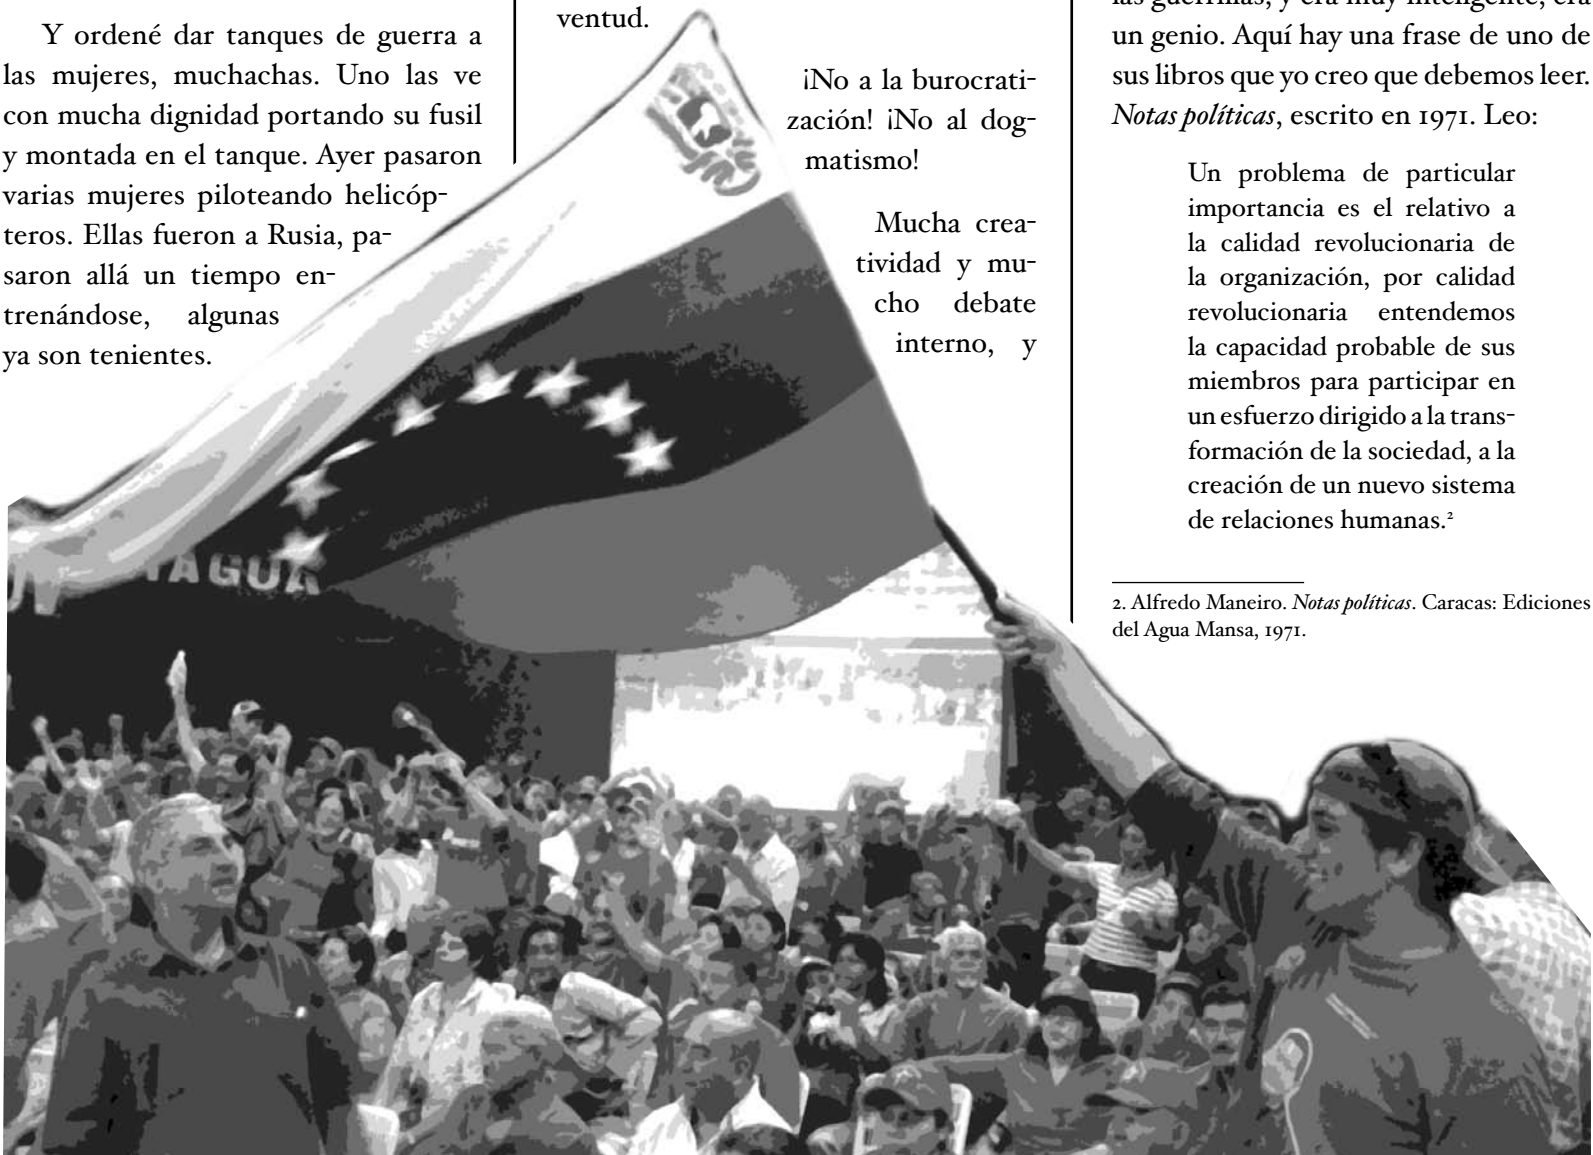 Y ordené dar tanques de guerra a
las mujeres, muchachas. Uno las ve
con mucha dignidad portando su fusil
y montada en el tanque. Ayer pasaron
varias mujeres piloteando helicóp-
teros. Ellas fueron a Rusia, pa-
saron allá un tiempo en-
trenándose, algunas
ya son tenientes.
ventud.
¡No a la burocrati-
zación! ¡No al dog-
matismo!
Mucha crea-
tividad y mu-
cho debate
interno, y
las guerrillas, y era muy inteligente, era
un genio. Aquí hay una frase de uno de
sus libros que yo creo que debemos leer.
Notas políticas, escrito en 1971. Leo:
Un problema de particular
importancia es el relativo a
la calidad revolucionaria de
la organización, por calidad
revolucionaria entendemos
la capacidad probable de sus
miembros para participar en
un esfuerzo dirigido a la trans-
formación de la sociedad, a la
creación de un nuevo sistema
de relaciones humanas.²
2. Alfredo Maneiro. Notas políticas. Caracas: Ediciones
del Agua Mansa, 1971.